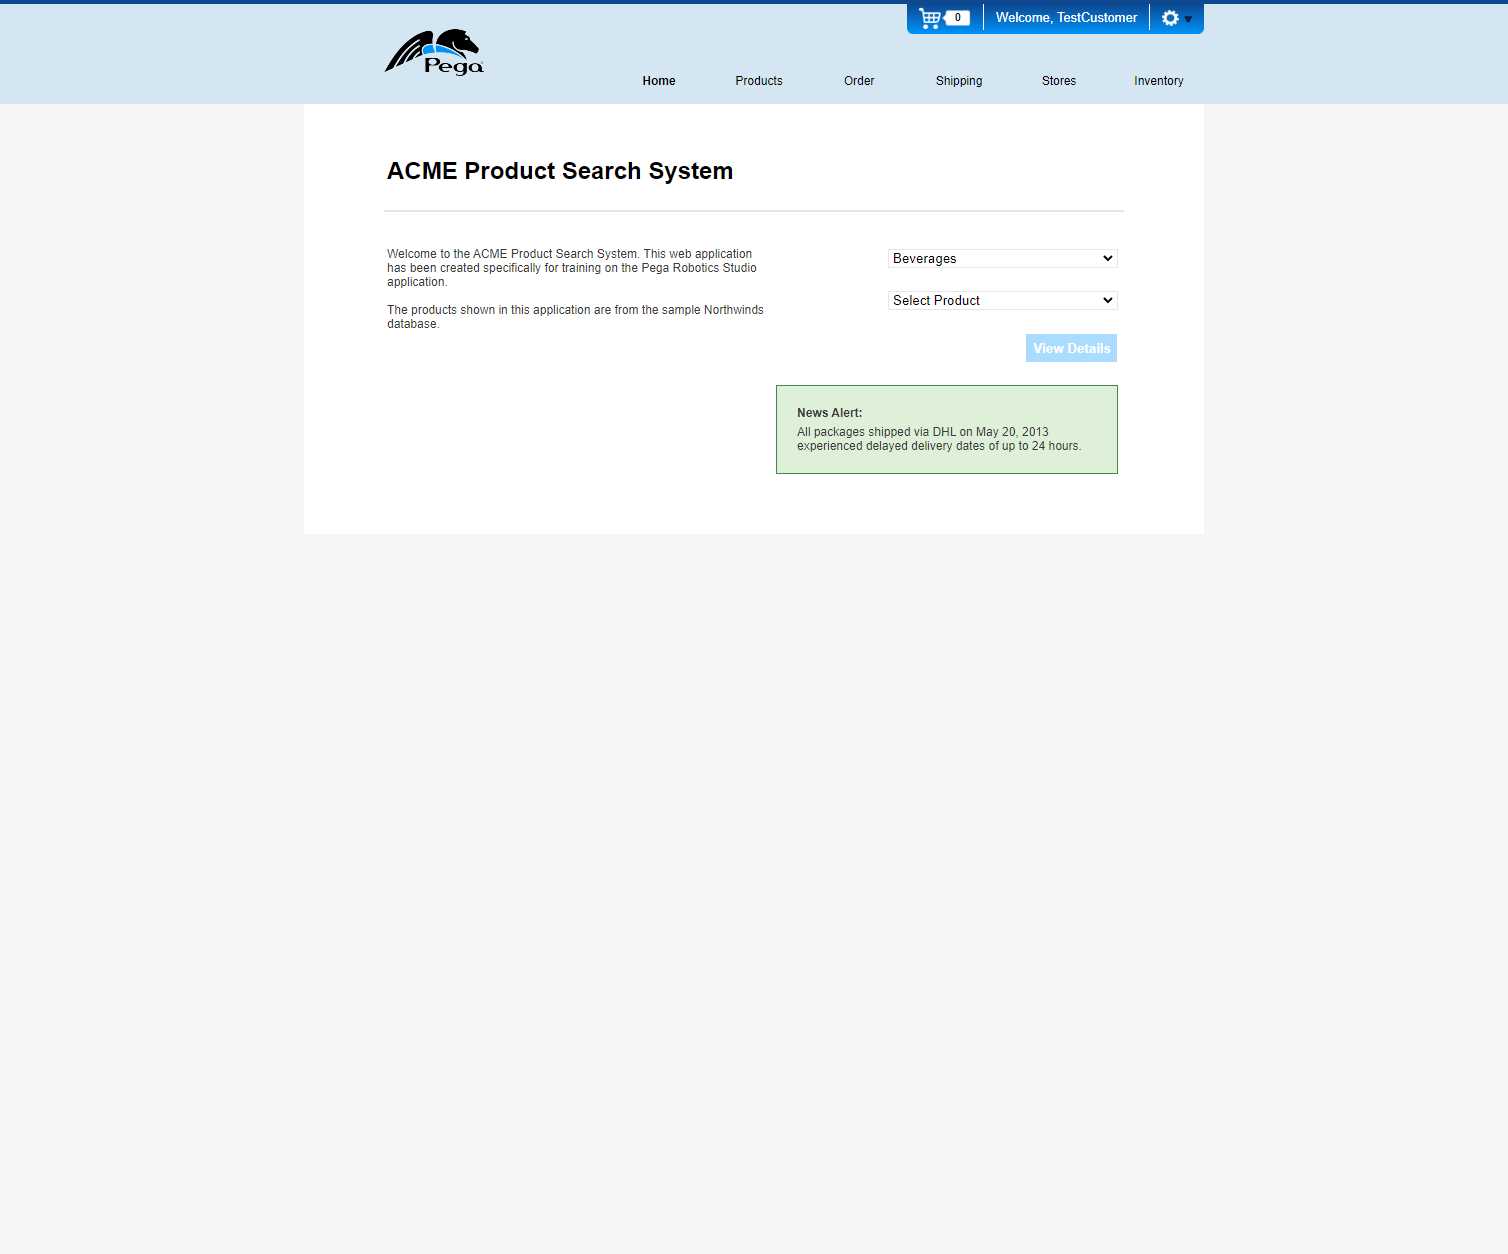 0
Welcome, TestCustomer
Pega
Home
Products
Order
Shipping
Stores
Inventory
ACME Product Search System
Welcome to the ACME Product Search System. This web application
has been created specifically for training on the Pega Robotics Studio
application.
The products shown in this application are from the sample Northwinds
database.
Beverages
Select Product
View Details
News Alert:
All packages shipped via DHL on May 20, 2013
experienced delayed delivery dates of up to 24 hours.